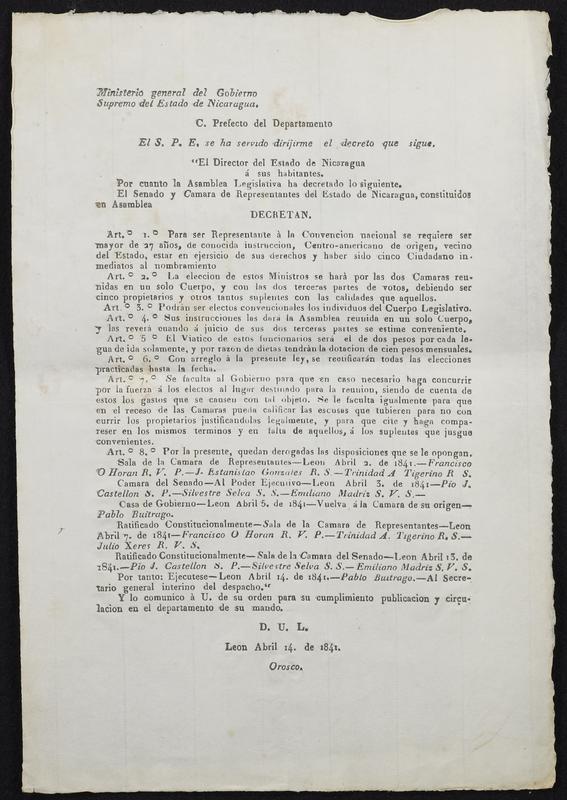 Ministerio general del Gobierno
Supremo del Estado de Nicaragua.
C. Prefecto del Departamento
El S. P. E. se ha servido dirijirme el decreto que sigue.
"El Director del Estado de Nicaragua
á sus habitantes.
Por cuanto la Asamblea Legislativa ha decretado lo siguiente.
El Senado y Camara de Representantes del Estado de Nicaragua, constituidos
en Asamblea
DECRETAN.
Art.º 1.º Para ser Representante à la Convencion nacional se requiere ser
mayor de 27 años, de conocida instruccion, Centro-americano de origen, vecino
del Estado, estar en ejersicio de sus derechos y haber sido cinco Ciudadano in-
mediatos al nombramiento
Art.º 2.º La eleccion de estos Ministros se hará por las dos Camaras reu-
nidas en un solo Cuerpo, y con las dos terceras partes de votos, debiendo ser
cinco propietarios y otros tantos suplentes con las calidades que aquellos.
Art.º 3.º Podrán ser electos convencionales los individuos del Cuerpo Legislativo.
Art.º 4.º Sus instrucciones les dará la Asamblea reunida en un solo Cuerpo,
y las reverá cuando á juicio de sus dos terceras partes se estime conveniente.
Art.º 5º El Viatico de estos funcionarios será el de dos pesos por cada le-
gua de ida solamente, y por razon de dietas tendrán la dotacion de cien pesos mensuales.
Art.º 6.º Con arreglo à la presente ley, se rectificarán todas las elecciones
practicadas hasta la fecha.
Art.º 7.º Se faculta al Gobierno para que en caso necesario haga concurrir
por la fuerza á los electos al lugar destinado para la reunion, siendo de cuenta de
estos los gastos que se causen con tal objeto. Se le faculta igualmente para que
en el receso de las Camaras pueda calificar las escusas que tubieren para no con
currir los propietarios justificandolas legalmente, y para que cite y haga compa-
reser en los mismos terminos y en falta de aquellos, á los suplentes que jusgue
convenientes.
Art.º 8.º Por la presente, quedan derogadas las disposiciones que se le opongan.
Sala de la Camara de Representantes—Leon Abril 2. de 1841.—Francisco
O Horan R. V. P.—J. Estanislao Gonzales R. S.—Trinidad A Tigerino R S.
Camara del Senado—Al Poder Ejecutivo—Leon Abril 3. de 1841—Pio J.
Castellon S. P.—Silvestre Selva S. S.—Emiliano Madris S. V. S.—
Casa de Gobierno—Leon Abril 5. de 1841—Vuelva á la Camara de su origen—
Pablo Buitrago.
Ratificado Constitucionalmente—Sala de la Camara de Representantes—Leon
Abril 7. de 1841—Francisco O Horan R. V. P.—Trinidad A. Tigerino R. S.—
Julio Xeres R. V. S.
Ratificado Constitucionalmente—Sala de la Camara del Senado—Leon Abril 13. de
1841.—Pio J. Castellon S. P.—Silvestre Selva S. S.—Emiliano Madriz S. V. S.
Por tanto: Ejecutese—Leon Abril 14. de 1841.—Pablo Buitrago.—Al Secre-
tario general interino del despacho."
Y lo comunico à U. de su orden para su cumplimiento publicacion y circu-
lacion en el departamento de su mando.
D. U. L.
Leon Abril 14. de 1841.
Orosco.